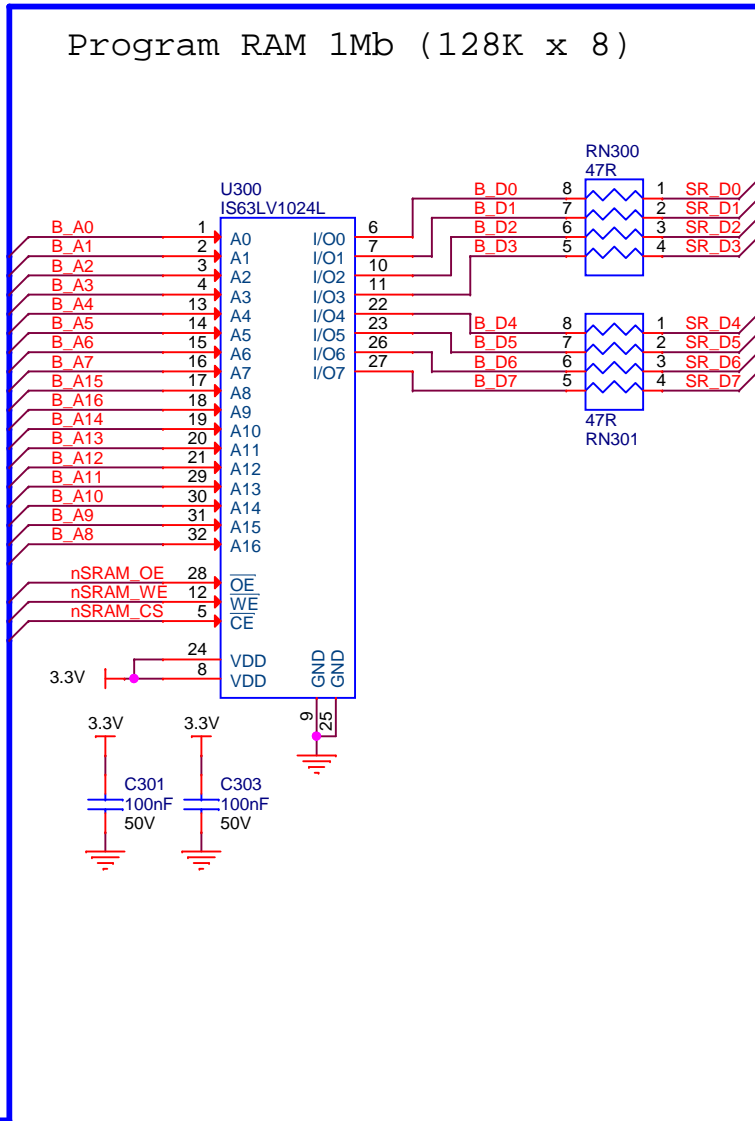 Program RAM 1Mb (128K x 8)
RN300
47R
B_D0 8 1 SR_D0
B_D1 7 2 SR_D1
B_D2 6 3 SR_D2
B_D3 5 4 SR_D3
U300
IS63LV1024L
B_A0 1 A0 I/O0 6
B_A1 2 A1 I/O1 7
B_A2 3 A2 I/O2 10
B_A3 4 A3 I/O3 11
B_A4 13 A4 I/O4 22
B_A5 14 A5 I/O5 23
B_A6 15 A6 I/O6 26
B_A7 16 A7 I/O7 27
B_A15 17 A8
B_A16 18 A9
B_A14 19 A10
B_A13 20 A11
B_A12 21 A12
B_A11 29 A13
B_A10 30 A14
B_A9 31 A15
B_A8 32 A16
B_D4 8 1 SR_D4
B_D5 7 2 SR_D5
B_D6 6 3 SR_D6
B_D7 5 4 SR_D7
47R
RN301
nSRAM_OE 28 OE
nSRAM_WE 12 WE
nSRAM_CS 5 CE
24 VDD
3.3V 8 VDD
GND GND
9 25
3.3V 3.3V
C301 C303
100nF 100nF
50V 50V